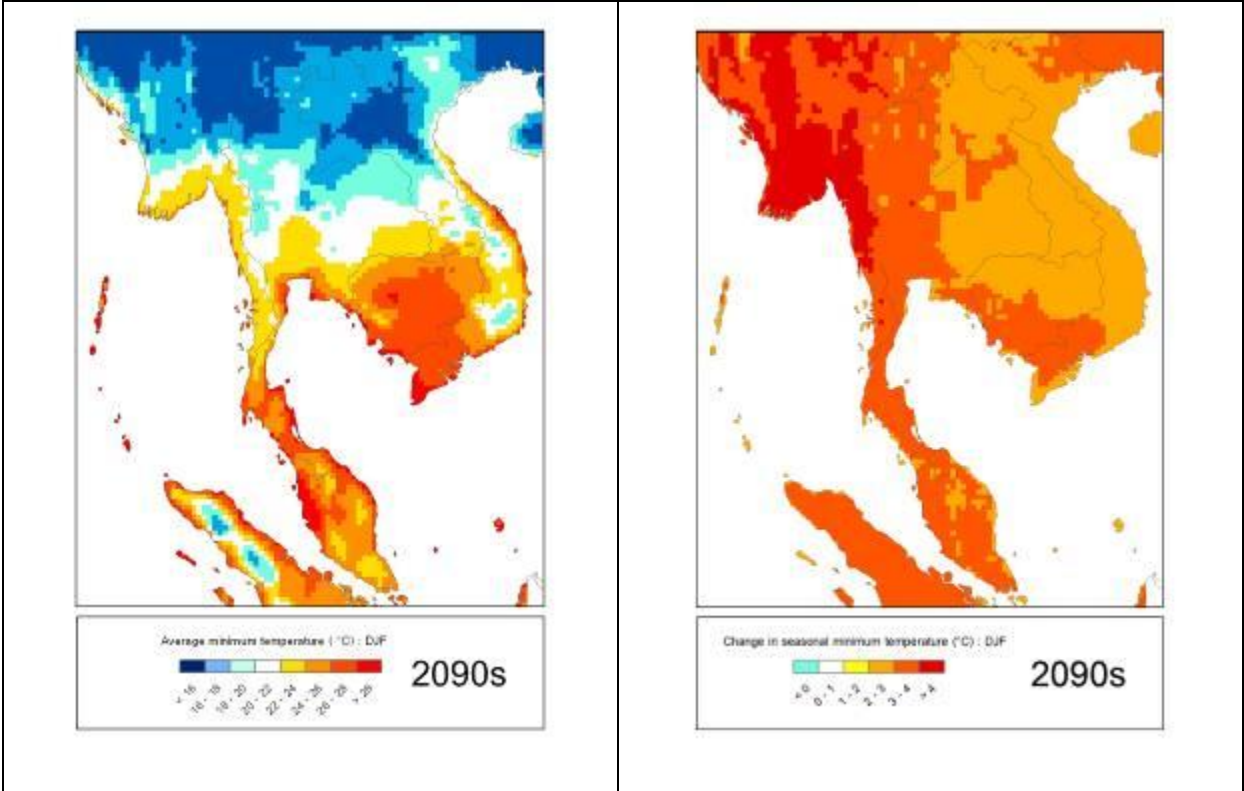 Average minimum temperature ( °C) : DJF
2090s
< 16
16 - 18
18 - 20
20 - 22
22 - 24
24 - 26
26 - 28
> 28
Change in seasonal minimum temperature (°C) : DJF
2090s
< 0
0 - 1
1 - 2
2 - 3
3 - 4
> 4